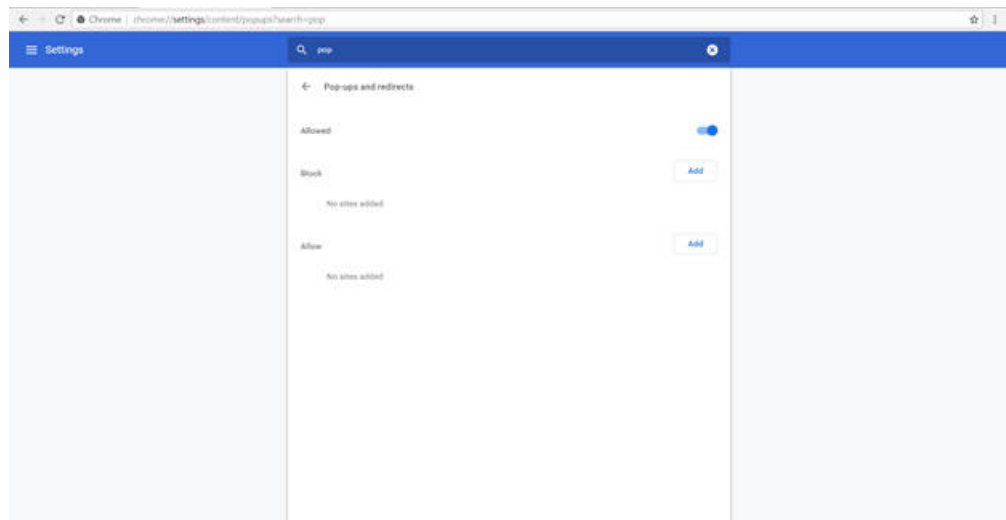 Chrome | chrome://settings/content/popups?search=pop
Settings
pop
Pop-ups and redirects
Allowed
Block
Add
No sites added
Allow
Add
No sites added